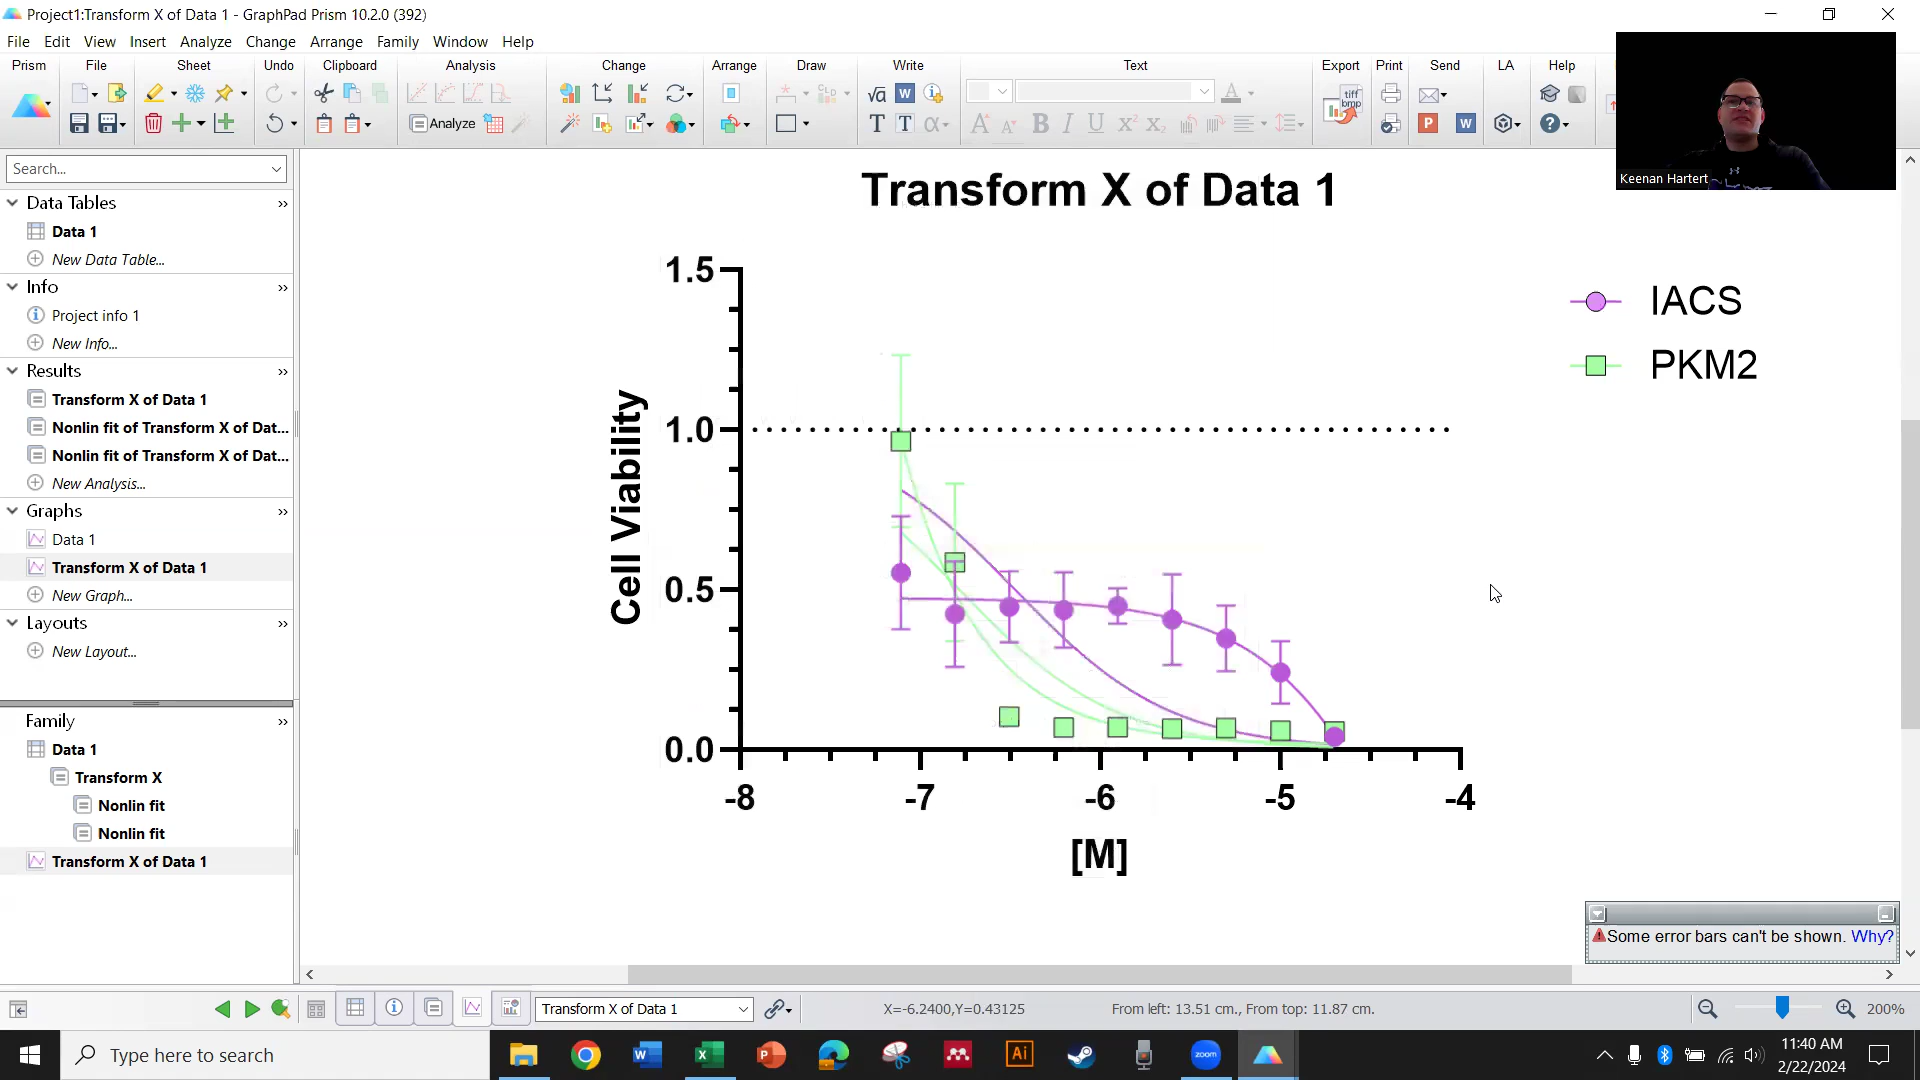 Project1:Transform X of Data 1 - GraphPad Prism 10.2.0 (392)
File Edit View Insert Analyze Change Arrange Family Window Help
Prism File Sheet Undo Clipboard Analysis Change Arrange Draw Write Text Export Print Send LA Help
Analyze
tiff
bmp
Keenan Hartert
Search...
Data Tables
Data 1
New Data Table...
Info
Project info 1
New Info...
Results
Transform X of Data 1
Nonlin fit of Transform X of Dat...
Nonlin fit of Transform X of Dat...
New Analysis...
Graphs
Data 1
Transform X of Data 1
New Graph...
Layouts
New Layout...
Family
Data 1
Transform X
Nonlin fit
Nonlin fit
Transform X of Data 1
Transform X of Data 1
Cell Viability
1.5
1.0
0.5
0.0
-8 -7 -6 -5 -4
[M]
IACS
PKM2
Some error bars can't be shown. Why?
Transform X of Data 1
X=-6.2400,Y=0.43125
From left: 13.51 cm., From top: 11.87 cm.
200%
Type here to search
zoom
11:40 AM
2/22/2024